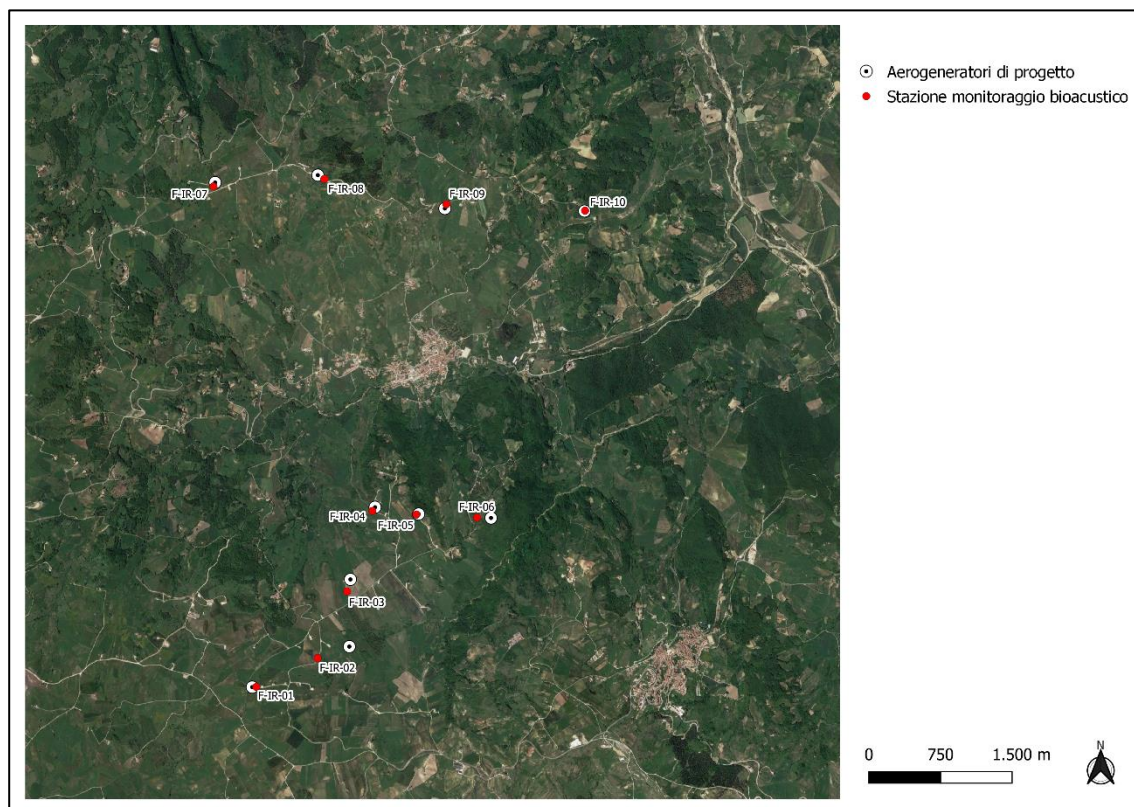 Aerogeneratori di progetto
Stazione monitoraggio bioacustico
F-IR-07
F-IR-08
F-IR-09
F-IR-10
F-IR-04
F-IR-05
F-IR-06
F-IR-03
F-IR-02
F-IR-01
0 750 1.500 m
N